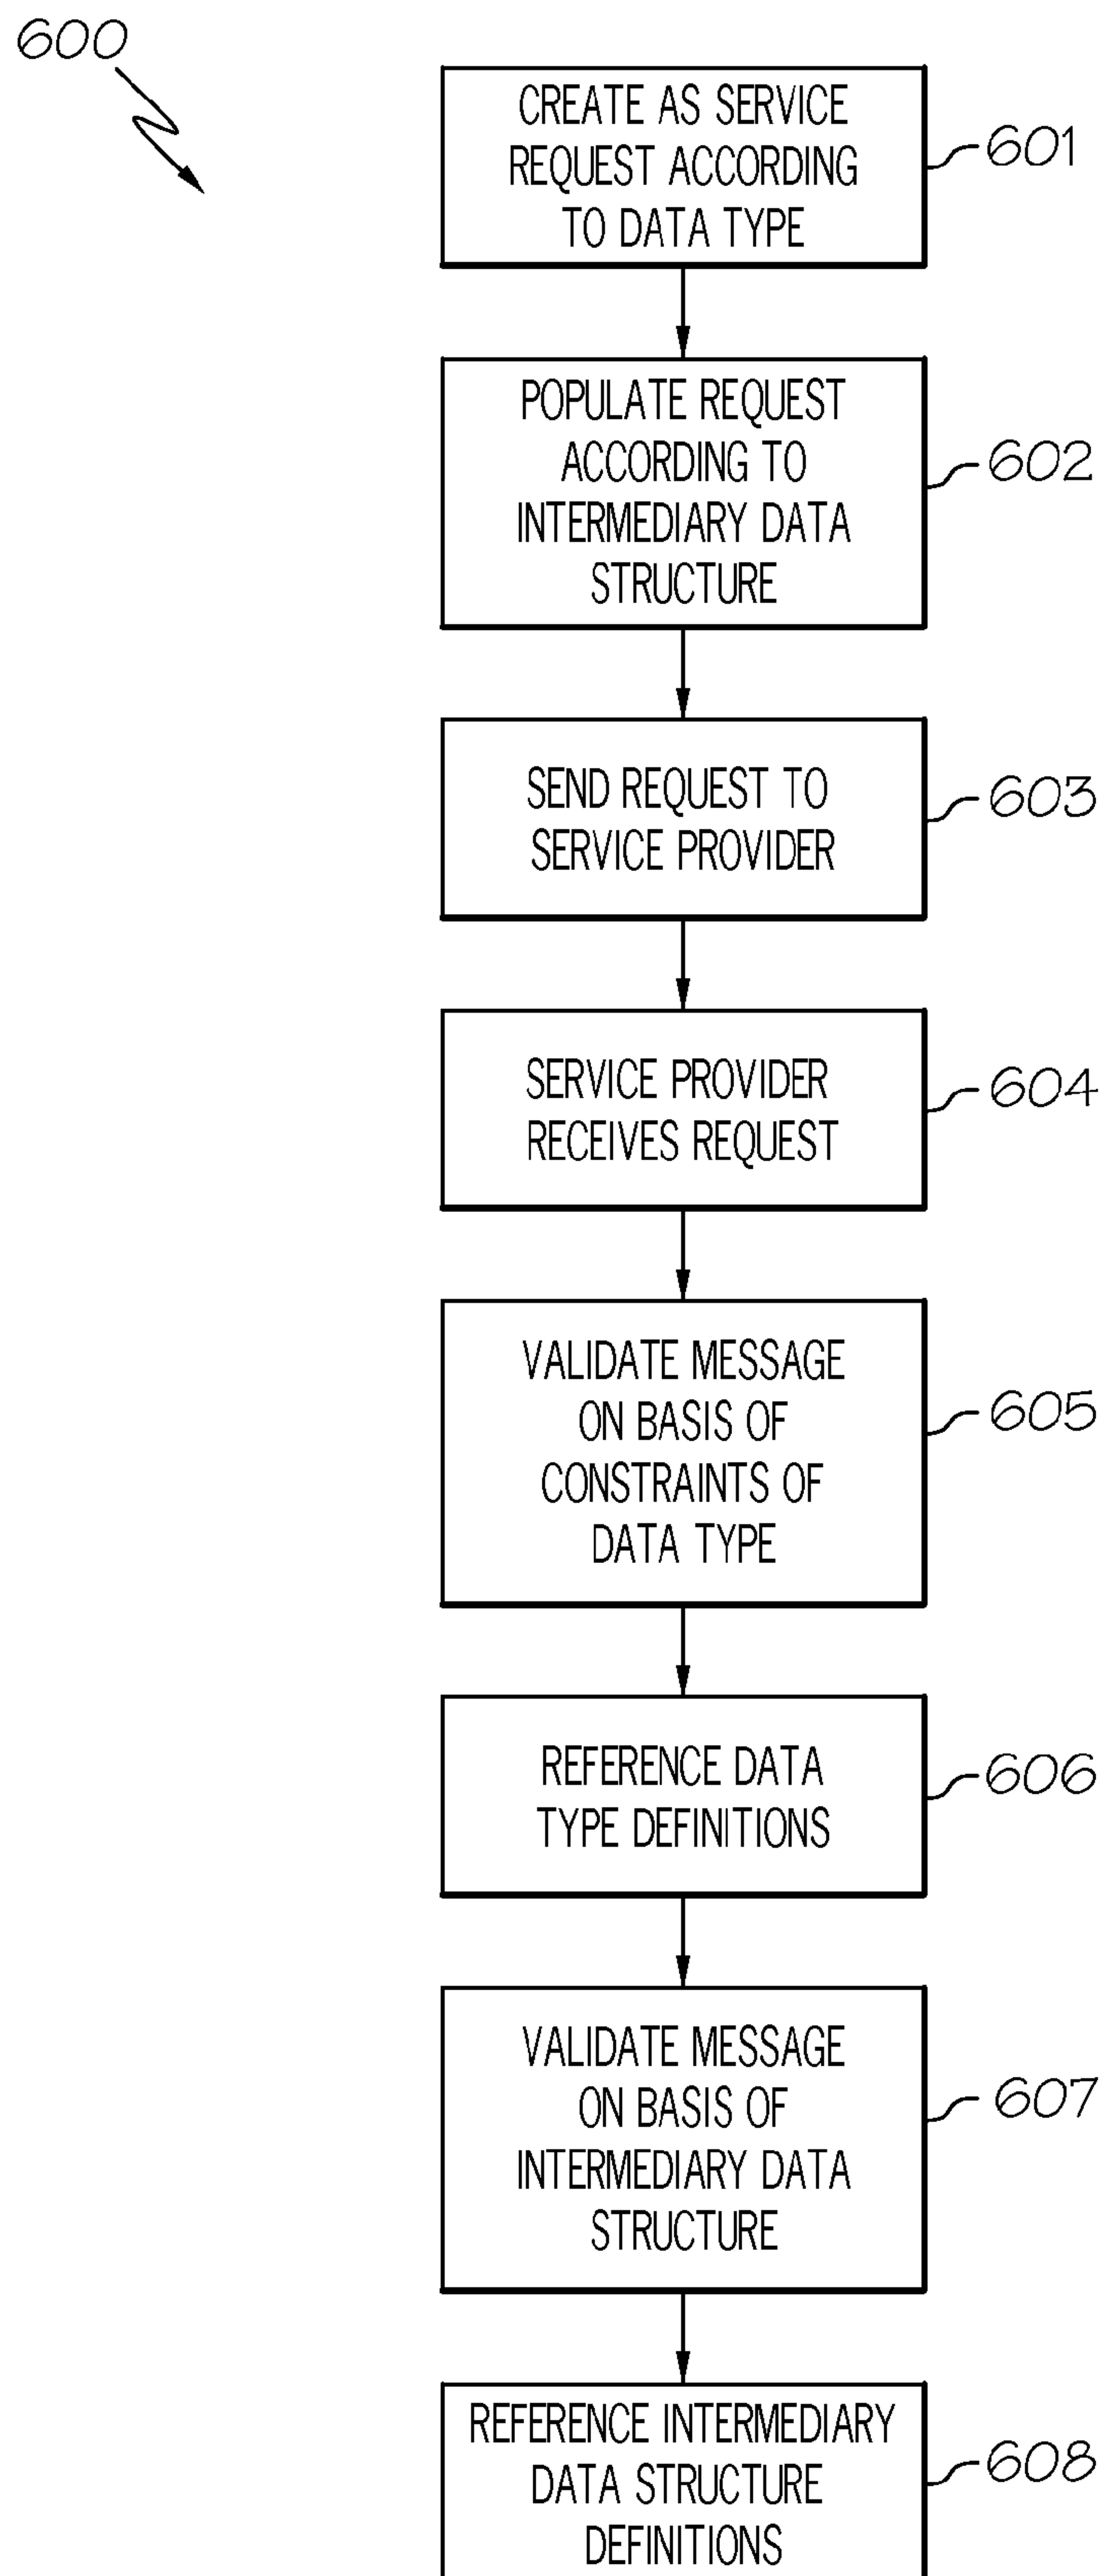 600
CREATE AS SERVICE
REQUEST ACCORDING
TO DATA TYPE
601
POPULATE REQUEST
ACCORDING TO
INTERMEDIARY DATA
STRUCTURE
602
SEND REQUEST TO
SERVICE PROVIDER
603
SERVICE PROVIDER
RECEIVES REQUEST
604
VALIDATE MESSAGE
ON BASIS OF
CONSTRAINTS OF
DATA TYPE
605
REFERENCE DATA
TYPE DEFINITIONS
606
VALIDATE MESSAGE
ON BASIS OF
INTERMEDIARY DATA
STRUCTURE
607
REFERENCE INTERMEDIARY
DATA STRUCTURE
DEFINITIONS
608